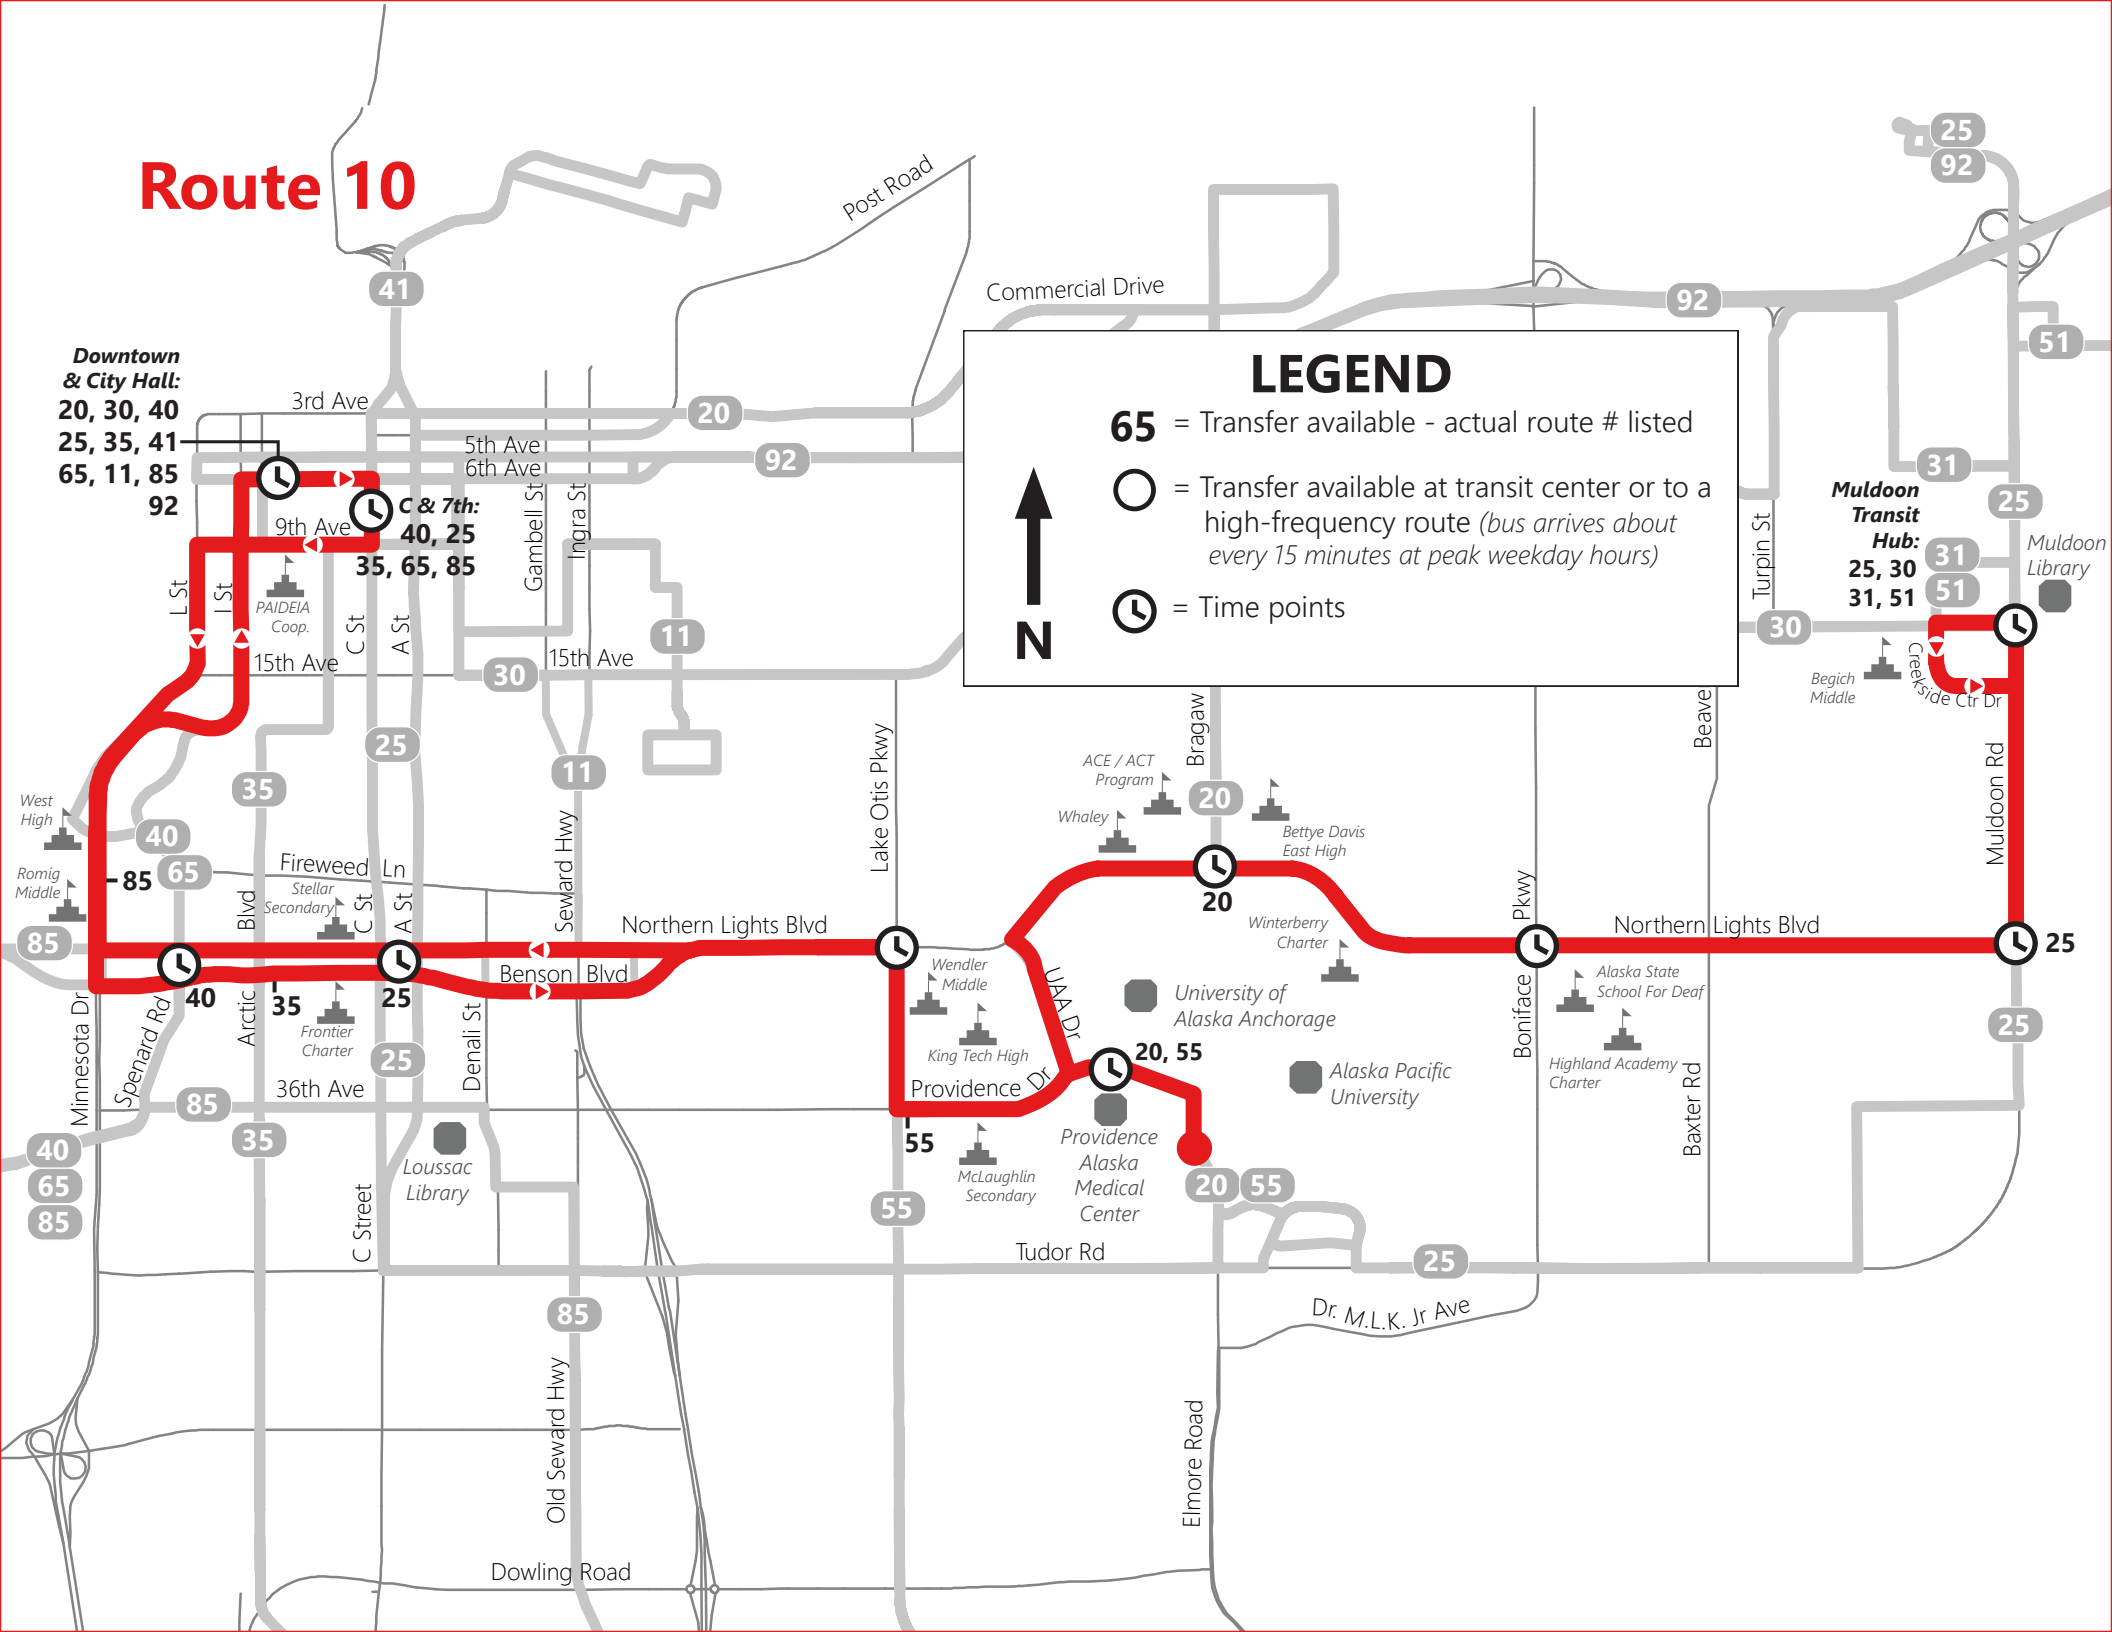 Route 10
25
92
Post Road
41
Commercial Drive
92
51
Downtown
& City Hall:
20, 30, 40
25, 35, 41
65, 11, 85
92
3rd Ave
20
5th Ave
92
6th Ave
C & 7th:
40, 25
35, 65, 85
9th Ave
Gambell St
Ingra St
L St
I St
PAIDEIA
Coop.
C St
A St
15th Ave
30
15th Ave
11
LEGEND
65 = Transfer available - actual route # listed
= Transfer available at transit center or to a
high-frequency route (bus arrives about
every 15 minutes at peak weekday hours)
= Time points
N
31
25
Muldoon
Transit
Hub:
25, 30
31, 51
31
51
Muldoon
Library
Turpin St
30
Begich
Middle
Creekside Ctr Dr
25
35
11
Lake Otis Pkwy
Bragaw
Beave
Muldoon Rd
ACE / ACT
Program
20
Whaley
Bettye Davis
East High
West
High
40
65
Romig
Middle
85
Fireweed Ln
Stellar
Secondary
Blvd
C St
A St
Seward Hwy
85
Northern Lights Blvd
20
Winterberry
Charter
Pkwy
Northern Lights Blvd
25
Benson Blvd
40
35
25
Minnesota Dr
Spenard Rd
Arctic
Frontier
Charter
Denali St
Wendler
Middle
King Tech High
UAA Dr
University of
Alaska Anchorage
Alaska State
School For Deaf
Boniface
25
Highland Academy
Charter
25
20, 55
Alaska Pacific
University
36th Ave
85
35
Providence Dr
Baxter Rd
55
McLaughlin
Secondary
Providence
Alaska
Medical
Center
40
65
85
Loussac
Library
C Street
55
20
55
Tudor Rd
25
85
Dr. M.L.K. Jr Ave
Old Seward Hwy
Elmore Road
Dowling Road